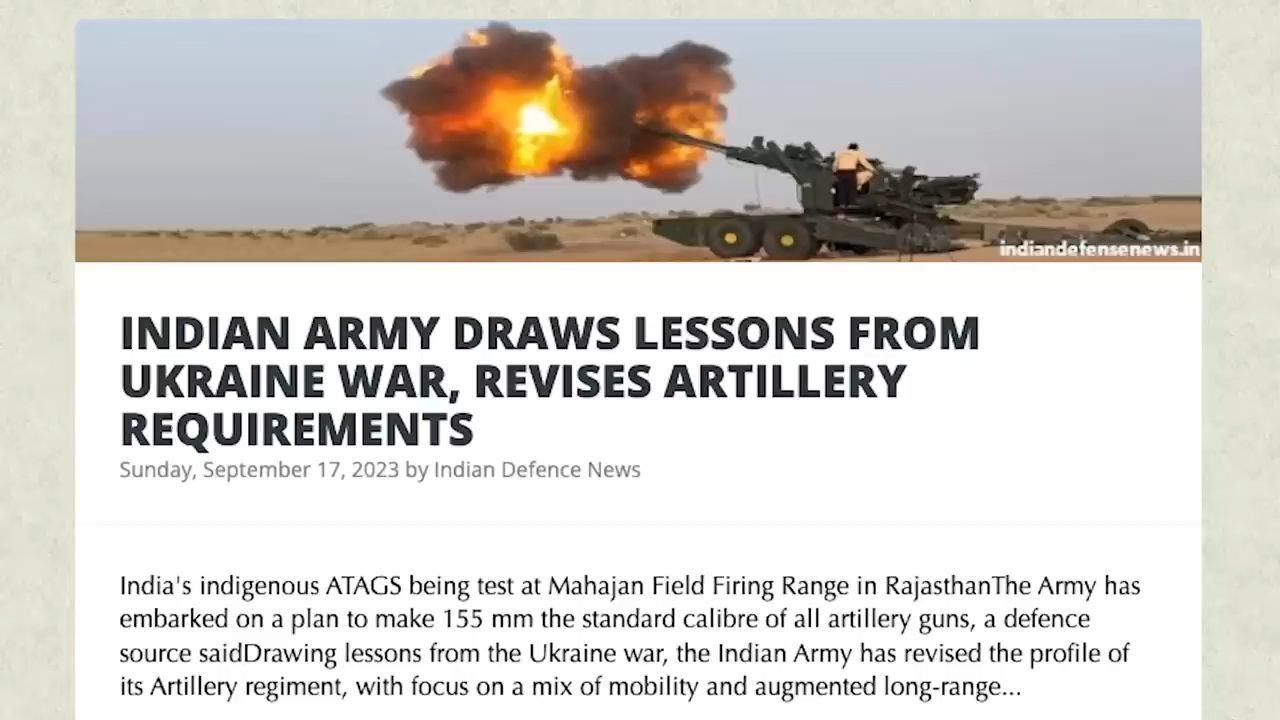 indiandefensenews.in
INDIAN ARMY DRAWS LESSONS FROM
UKRAINE WAR, REVISES ARTILLERY
REQUIREMENTS
Sunday, September 17, 2023 by Indian Defence News
India's indigenous ATAGS being test at Mahajan Field Firing Range in RajasthanThe Army has
embarked on a plan to make 155 mm the standard calibre of all artillery guns, a defence
source saidDrawing lessons from the Ukraine war, the Indian Army has revised the profile of
its Artillery regiment, with focus on a mix of mobility and augmented long-range...